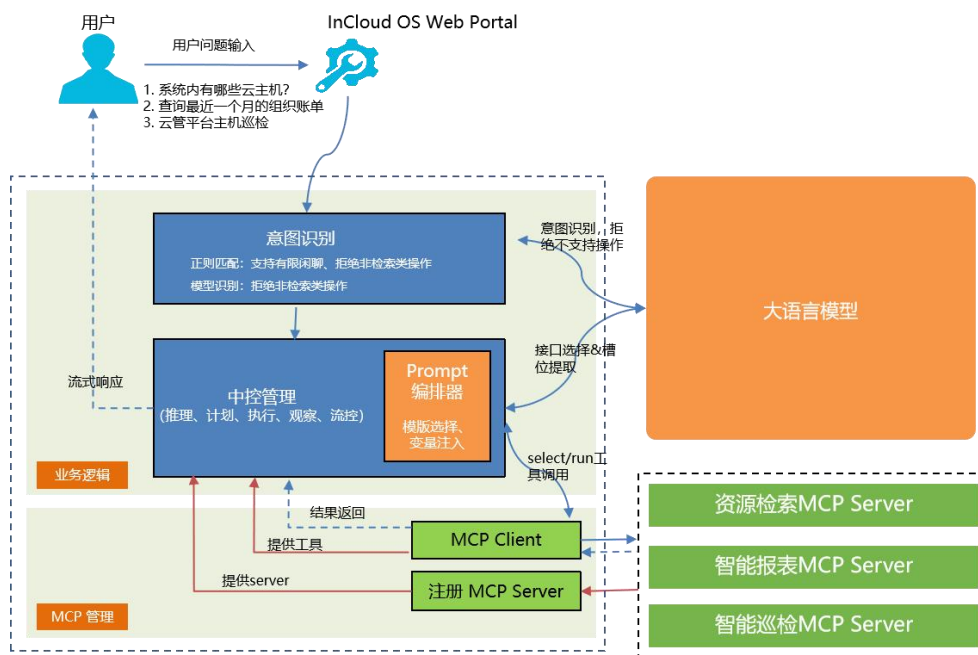 用户
InCloud OS Web Portal
用户问题输入
1. 系统内有哪些云主机?
2. 查询最近一个月的组织账单
3. 云管平台主机巡检
意图识别
正则匹配：支持有限闲聊、拒绝非检索类操作
模型识别：拒绝非检索类操作
意图识别，拒
绝不支持操作
大语言模型
接口选择&槽
位提取
中控管理
(推理、计划、执行、观察、流控)
Prompt
编排器
模版选择、
变量注入
流式响应
业务逻辑
select/run工
具调用
结果返回
MCP Client
提供工具
提供server
注册 MCP Server
MCP 管理
资源检索MCP Server
智能报表MCP Server
智能巡检MCP Server